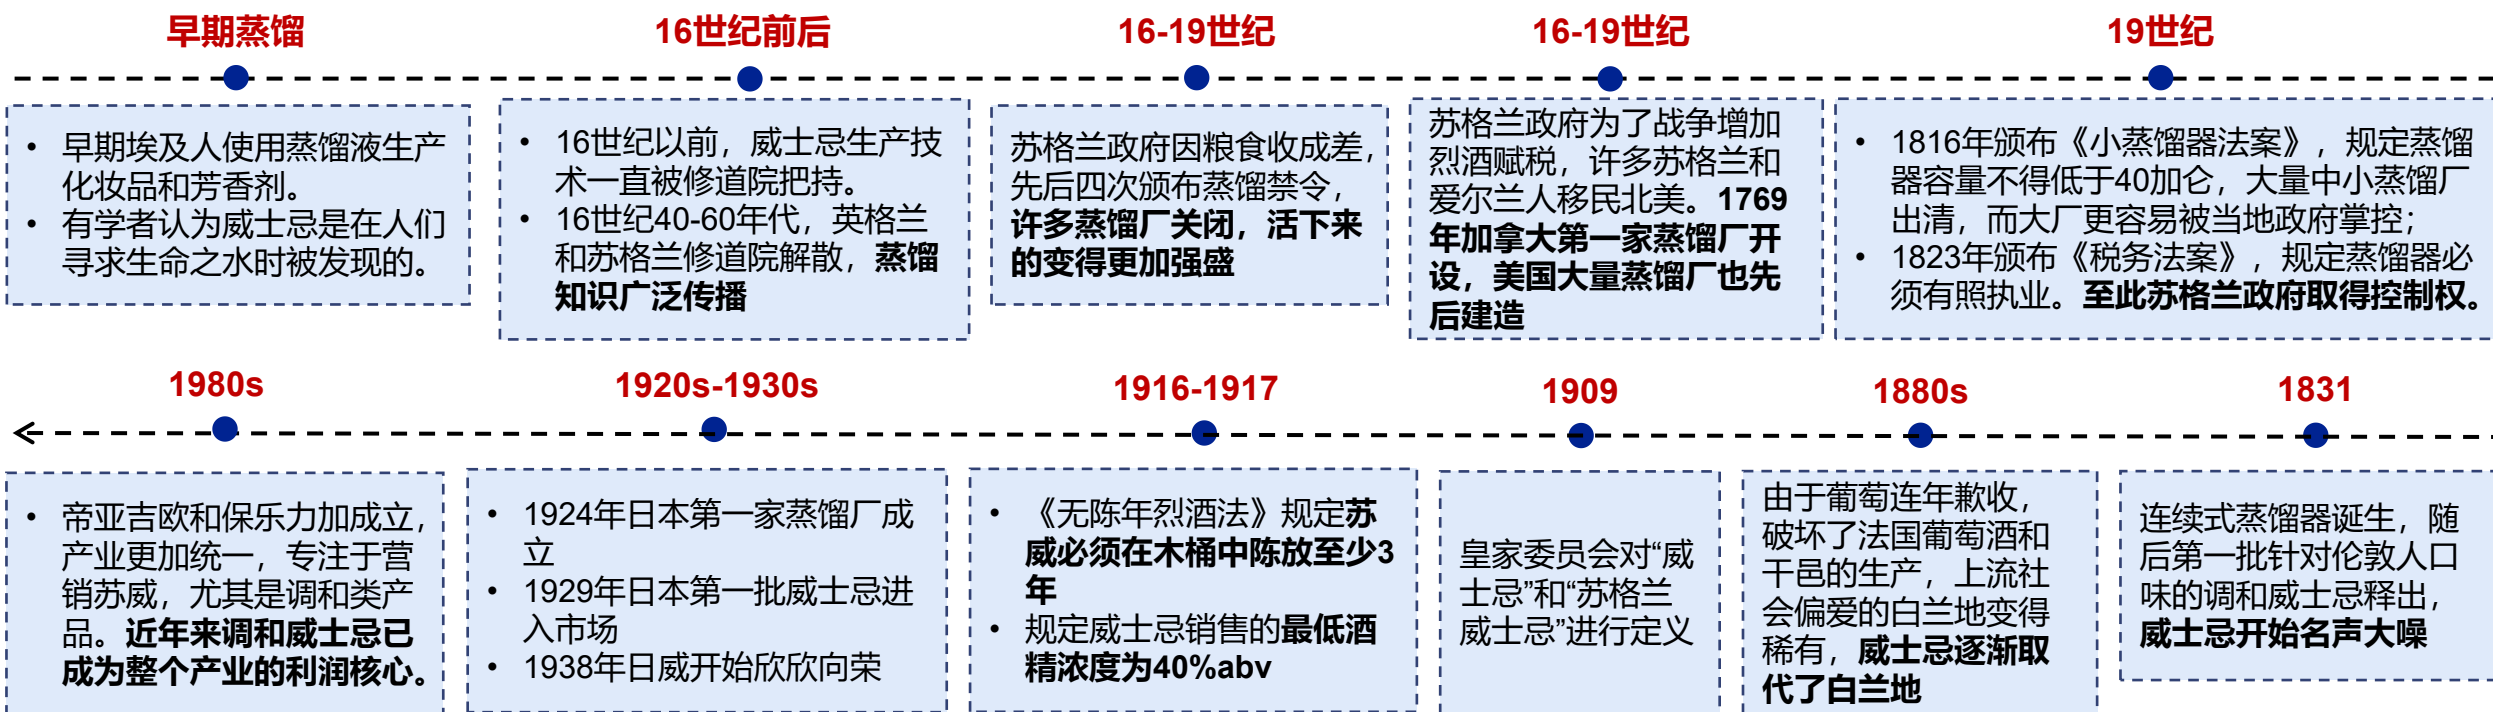 早期蒸馏
• 早期埃及人使用蒸馏液生产
化妆品和芳香剂。
• 有学者认为威士忌是在人们
寻求生命之水时被发现的。
16世纪前后
• 16世纪以前，威士忌生产技
术一直被修道院把持。
• 16世纪40-60年代，英格兰
和苏格兰修道院解散，蒸馏
知识广泛传播
16-19世纪
苏格兰政府因粮食收成差，
先后四次颁布蒸馏禁令，
许多蒸馏厂关闭，活下来
的变得更加强盛
16-19世纪
苏格兰政府为了战争增加
烈酒赋税，许多苏格兰和
爱尔兰人移民北美。1769
年加拿大第一家蒸馏厂开
设，美国大量蒸馏厂也先
后建造
19世纪
• 1816年颁布《小蒸馏器法案》，规定蒸馏
器容量不得低于40加仑，大量中小蒸馏厂
出清，而大厂更容易被当地政府掌控；
• 1823年颁布《税务法案》，规定蒸馏器必
须有照执业。至此苏格兰政府取得控制权。
1980s
• 帝亚吉欧和保乐力加成立，
产业更加统一，专注于营
销苏威，尤其是调和类产
品。近年来调和威士忌已
成为整个产业的利润核心。
1920s-1930s
• 1924年日本第一家蒸馏厂成
立
• 1929年日本第一批威士忌进
入市场
• 1938年日威开始欣欣向荣
1916-1917
• 《无陈年烈酒法》规定苏
威必须在木桶中陈放至少3
年
• 规定威士忌销售的最低酒
精浓度为40%abv
1909
皇家委员会对“威
士忌”和“苏格兰
威士忌”进行定义
1880s
由于葡萄连年歉收，
破坏了法国葡萄酒和
干邑的生产，上流社
会偏爱的白兰地变得
稀有，威士忌逐渐取
代了白兰地
1831
连续式蒸馏器诞生，随
后第一批针对伦敦人口
味的调和威士忌释出，
威士忌开始名声大噪